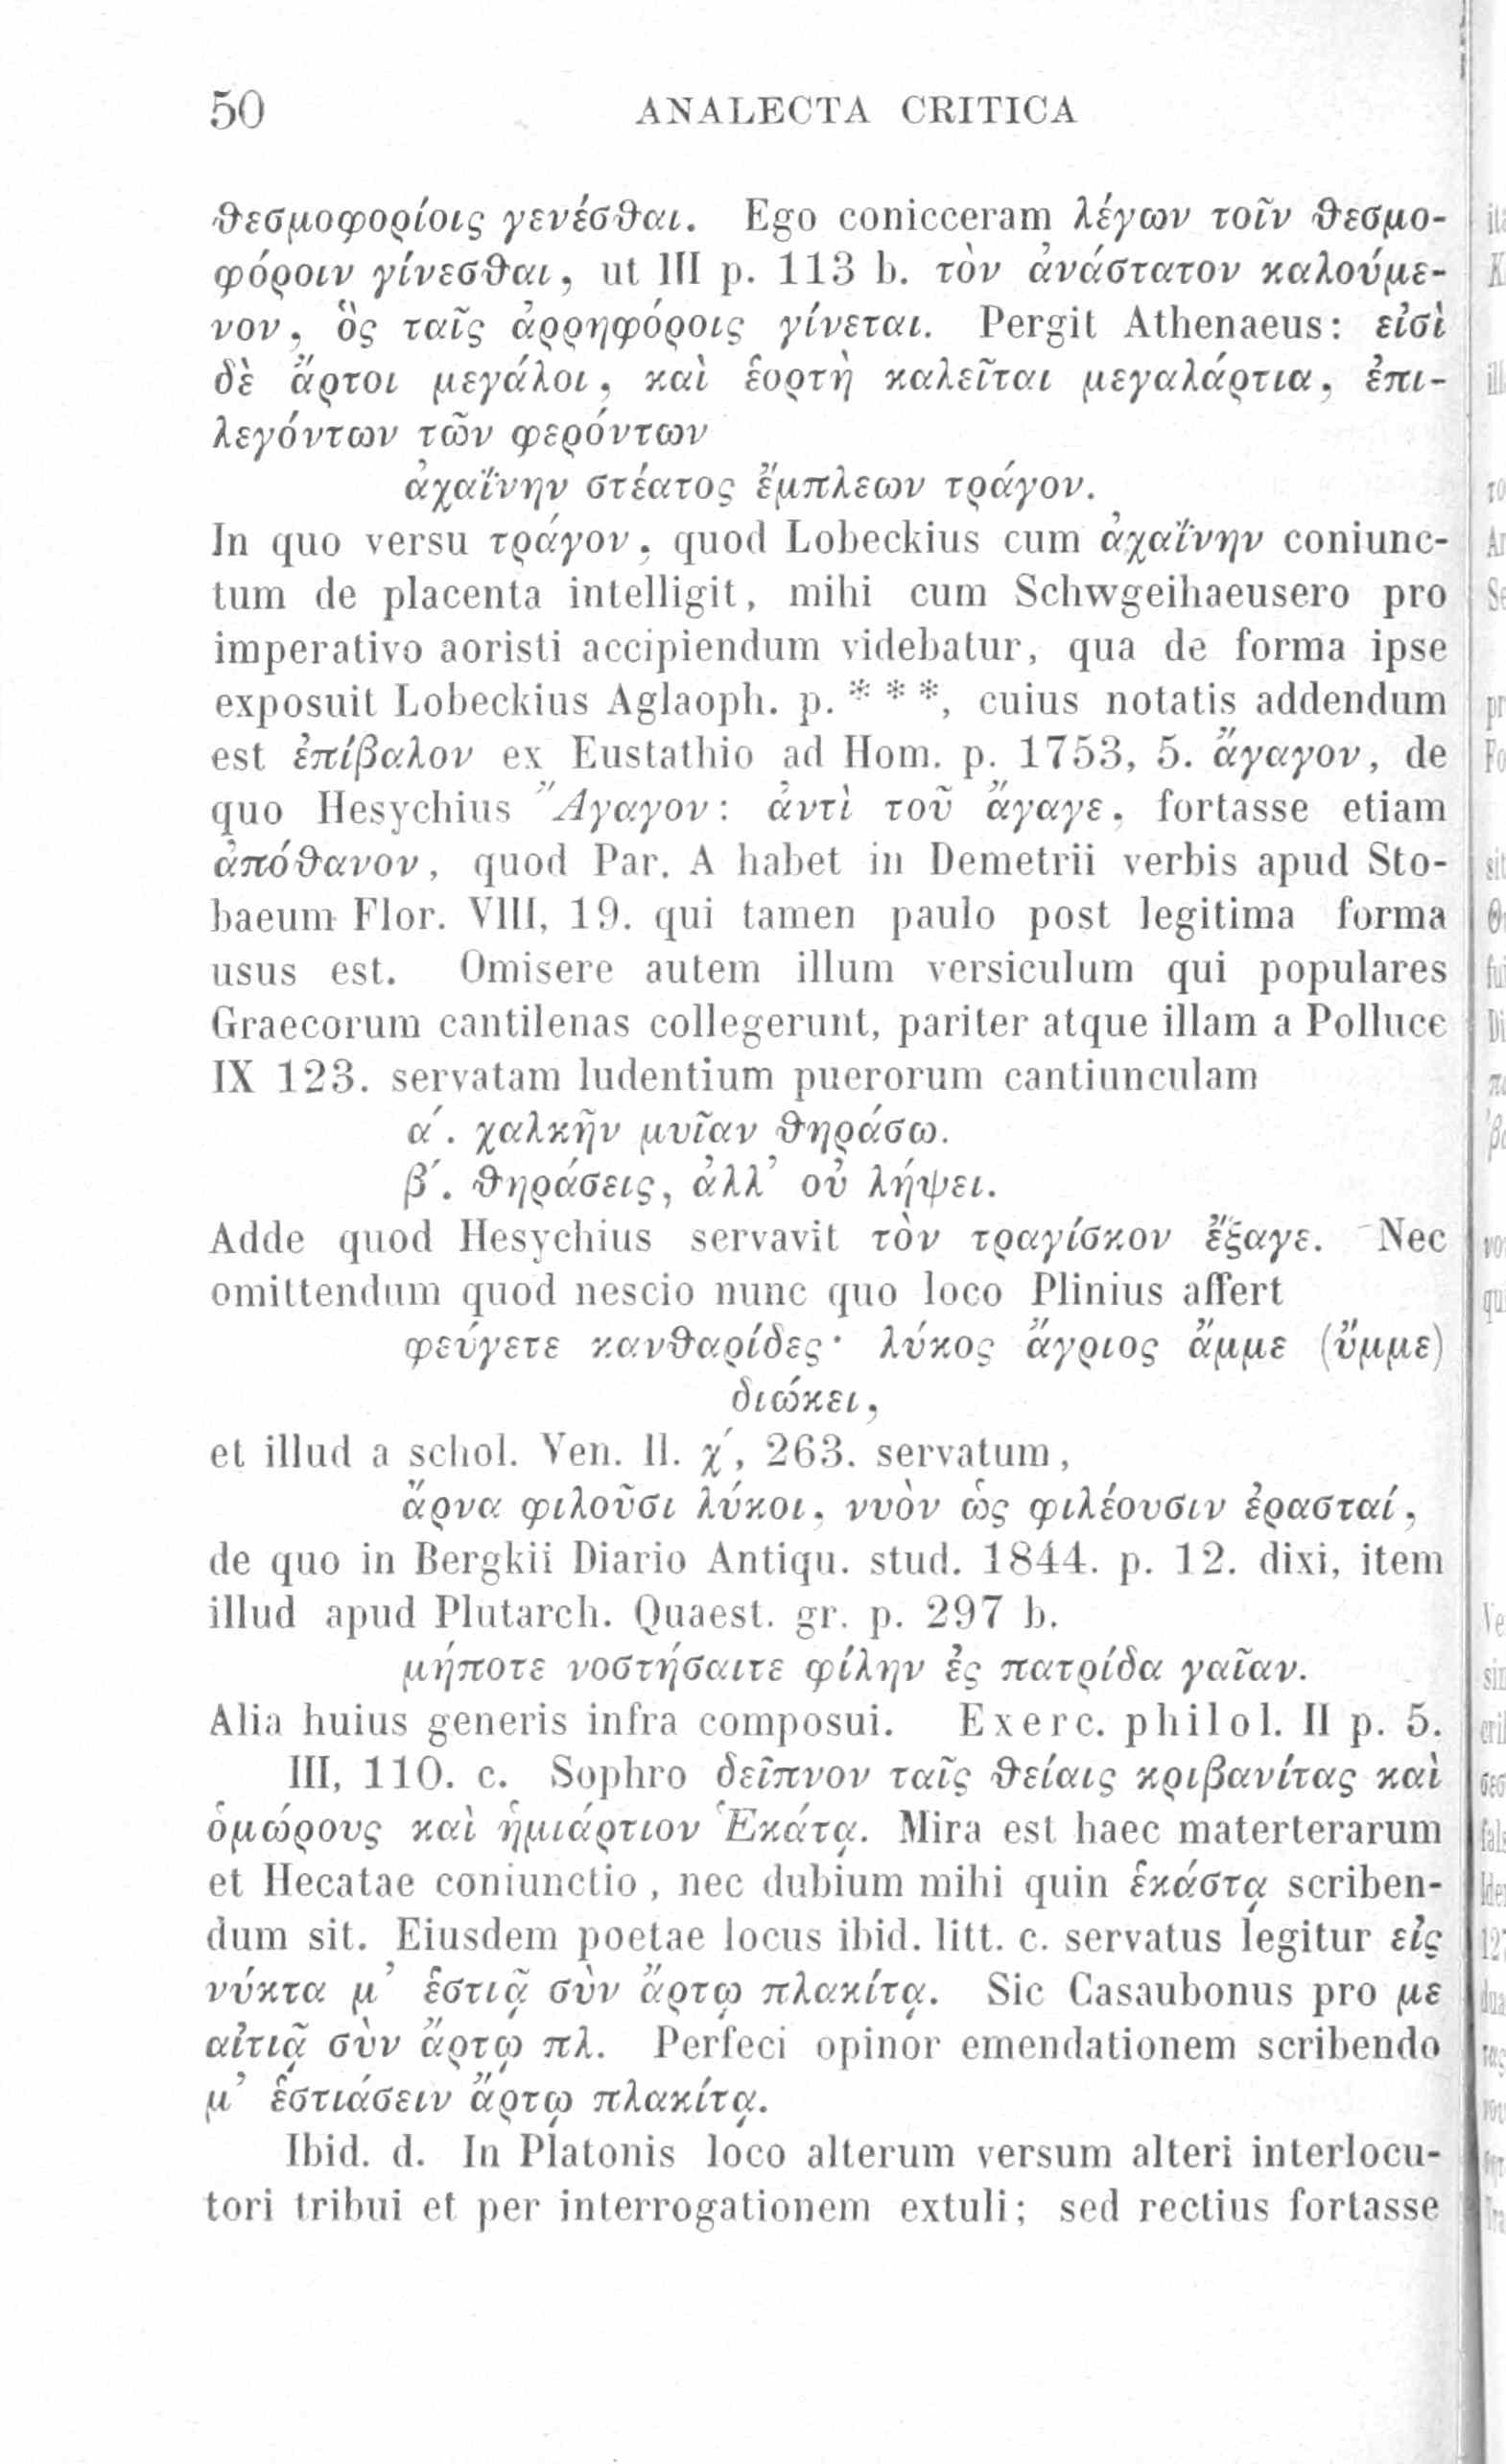 50 ANALECTA CRITICA
θεσμοφορίοις γενέσθαι. Ego conicceram λέγων τοῖν θεσμο-
φόροιν γίνεσθαι, ut III p. 113 b. τὸν ἀνάστατον καλούμε-
νον, ὃς ταῖς ἀρρηφόροις γίνεται. Pergit Athenaeus: εἰσὶ
δὲ ἄρτοι μεγάλοι, καὶ ἑορτὴ καλεῖται μεγαλάρτια, ἐπι-
λεγόντων τῶν φερόντων
ἀχαΐνην στέατος ἔμπλεων τράγον.
In quo versu τράγον, quod Lobeckius cum ἀχαΐνην coniunc-
tum de placenta intelligit, mihi cum Schwgeihaeusero pro
imperativo aoristi accipiendum videbatur, qua de forma ipse
exposuit Lobeckius Aglaoph. p. * * *, cuius notatis addendum
est ἐπίβαλον ex Eustathio ad Hom. p. 1753, 5. ἄγαγον, de
quo Hesychius Ἄγαγον: ἀντὶ τοῦ ἄγαγε, fortasse etiam
ἀπόθανον, quod Par. A habet in Demetrii verbis apud Sto-
baeum Flor. VIII, 19. qui tamen paulo post legitima forma
usus est. Omisere autem illum versiculum qui populares
Graecorum cantilenas collegerunt, pariter atque illam a Polluce
IX 123. servatam ludentium puerorum cantiunculam
α΄. χαλκῆν μυῖαν θηράσω.
β΄. θηράσεις, ἀλλ᾽ οὐ λήψει.
Adde quod Hesychius servavit τὸν τραγίσκον ἔξαγε. Nec
omittendum quod nescio nunc quo loco Plinius affert
φεύγετε κανθαρίδες· λύκος ἄγριος ἄμμε (ὔμμε)
διώκει,
et illud a schol. Ven. Il. χ΄, 263. servatum,
ἄρνα φιλοῦσι λύκοι, νυὸν ὡς φιλέουσιν ἐρασταί,
de quo in Bergkii Diario Antiqu. stud. 1844. p. 12. dixi, item
illud apud Plutarch. Quaest. gr. p. 297 b.
μήποτε νοστήσαιτε φίλην ἐς πατρίδα γαῖαν.
Alia huius generis infra composui. Exerc. philol. II p. 5.
III, 110. c. Sophro δεῖπνον ταῖς θείαις κριβανίτας καὶ
ὁμώρους καὶ ἡμιάρτιον Ἑκάτᾳ. Mira est haec materterarum
et Hecatae coniunctio, nec dubium mihi quin ἑκάστᾳ scriben-
dum sit. Eiusdem poetae locus ibid. litt. c. servatus legitur εἰς
νύκτα μ᾽ ἑστιᾷ σὺν ἄρτῳ πλακίτᾳ. Sic Casaubonus pro με
αἰτιᾷ σὺν ἄρτῳ πλ. Perfeci opinor emendationem scribendo
μ᾽ ἑστιάσειν ἄρτῳ πλακίτᾳ.
Ibid. d. In Platonis loco alterum versum alteri interlocu-
tori tribui et per interrogationem extuli; sed rectius fortasse